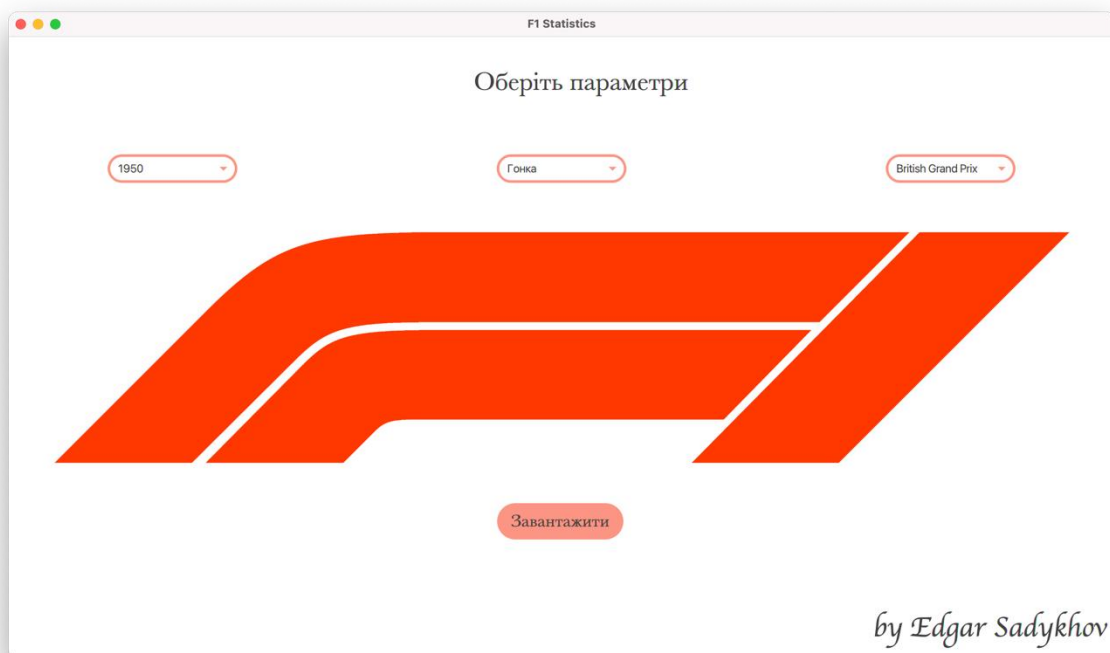 F1 Statistics
Оберіть параметри
1950
Гонка
British Grand Prix
Завантажити
by Edgar Sadykhov